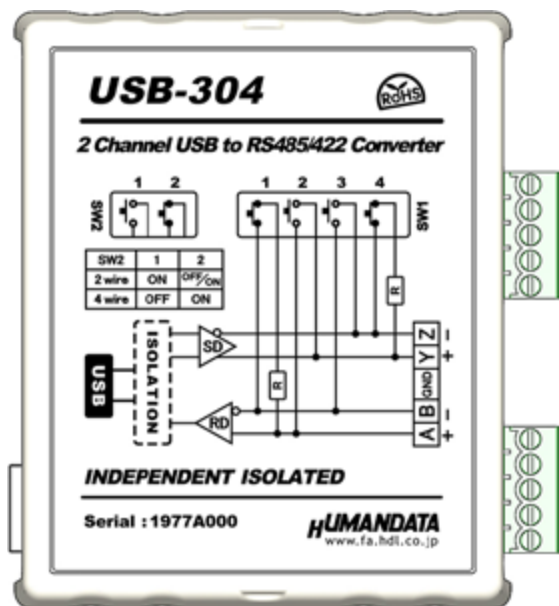 USB-304
RoHS
2 Channel USB to RS485/422 Converter
1 2
1 2 3 4
SW2
SW1
SW2 1 2
2 wire ON OFF/ON
4 wire OFF ON
R
R
ISOLATION
USB
SD
RD
Z −
Y +
GND
B −
A +
INDEPENDENT ISOLATED
Serial : 1977A000
HUMANDATA
www.fa.hdl.co.jp